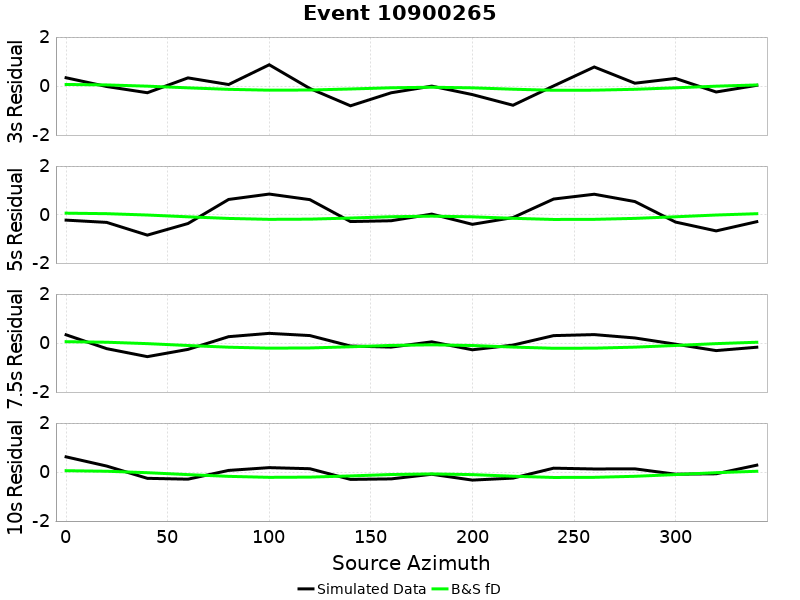 Event 10900265
3s Residual
2
0
-2
5s Residual
2
0
-2
7.5s Residual
2
0
-2
10s Residual
2
0
-2
0 50 100 150 200 250 300
Source Azimuth
Simulated Data B&S fD